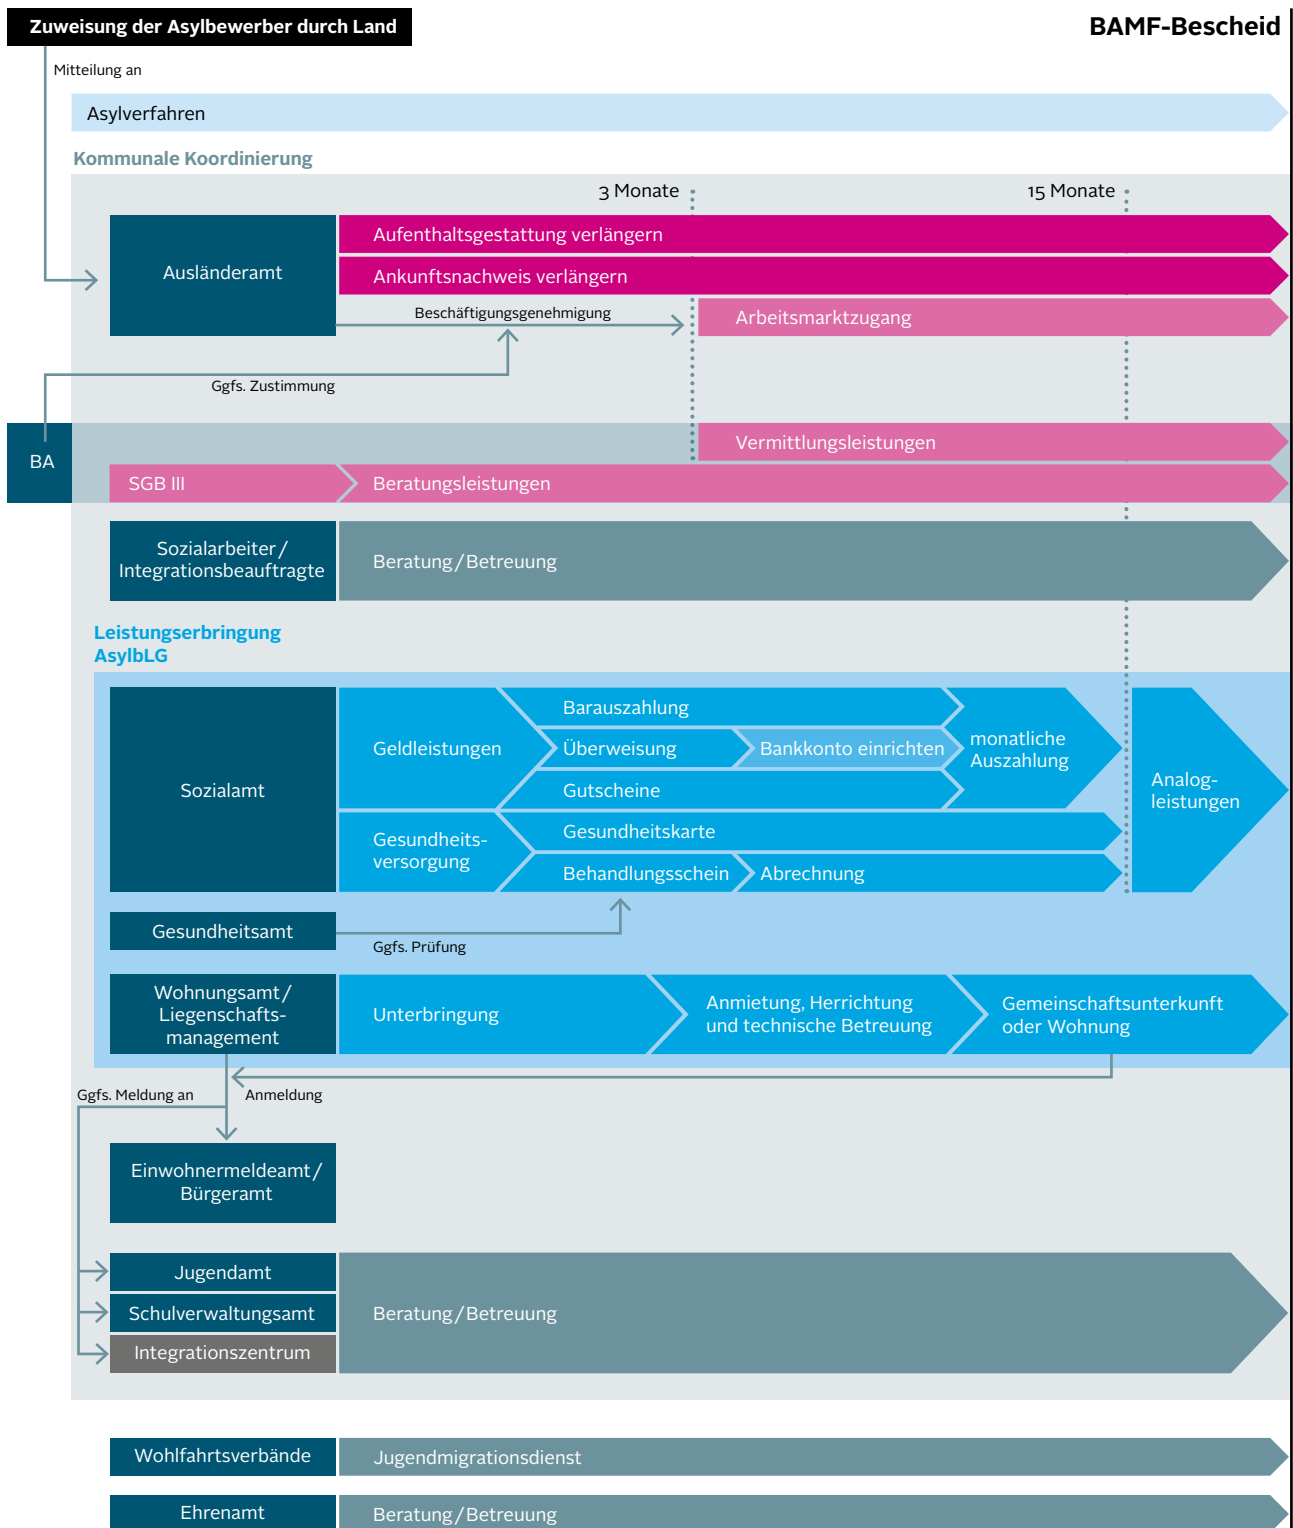 Zuweisung der Asylbewerber durch Land
BAMF-Bescheid
Mitteilung an
Asylverfahren
Kommunale Koordinierung
3 Monate
15 Monate
Ausländeramt
Aufenthaltsgestattung verlängern
Ankunftsnachweis verlängern
Beschäftigungsgenehmigung
Arbeitsmarktzugang
Ggfs. Zustimmung
BA
Vermittlungsleistungen
SGB III
Beratungsleistungen
Sozialarbeiter/
Integrationsbeauftragte
Beratung/Betreuung
Leistungserbringung
AsylbLG
Sozialamt
Geldleistungen
Barauszahlung
Überweisung
Bankkonto einrichten
Gutscheine
monatliche
Auszahlung
Analog-
leistungen
Gesundheits-
versorgung
Gesundheitskarte
Behandlungsschein
Abrechnung
Gesundheitsamt
Ggfs. Prüfung
Wohnungsamt/
Liegenschafts-
management
Unterbringung
Anmietung, Herrichtung
und technische Betreuung
Gemeinschaftsunterkunft
oder Wohnung
Ggfs. Meldung an
Anmeldung
Einwohnermeldeamt/
Bürgeramt
Jugendamt
Schulverwaltungsamt
Integrationszentrum
Beratung/Betreuung
Wohlfahrtsverbände
Jugendmigrationsdienst
Ehrenamt
Beratung/Betreuung